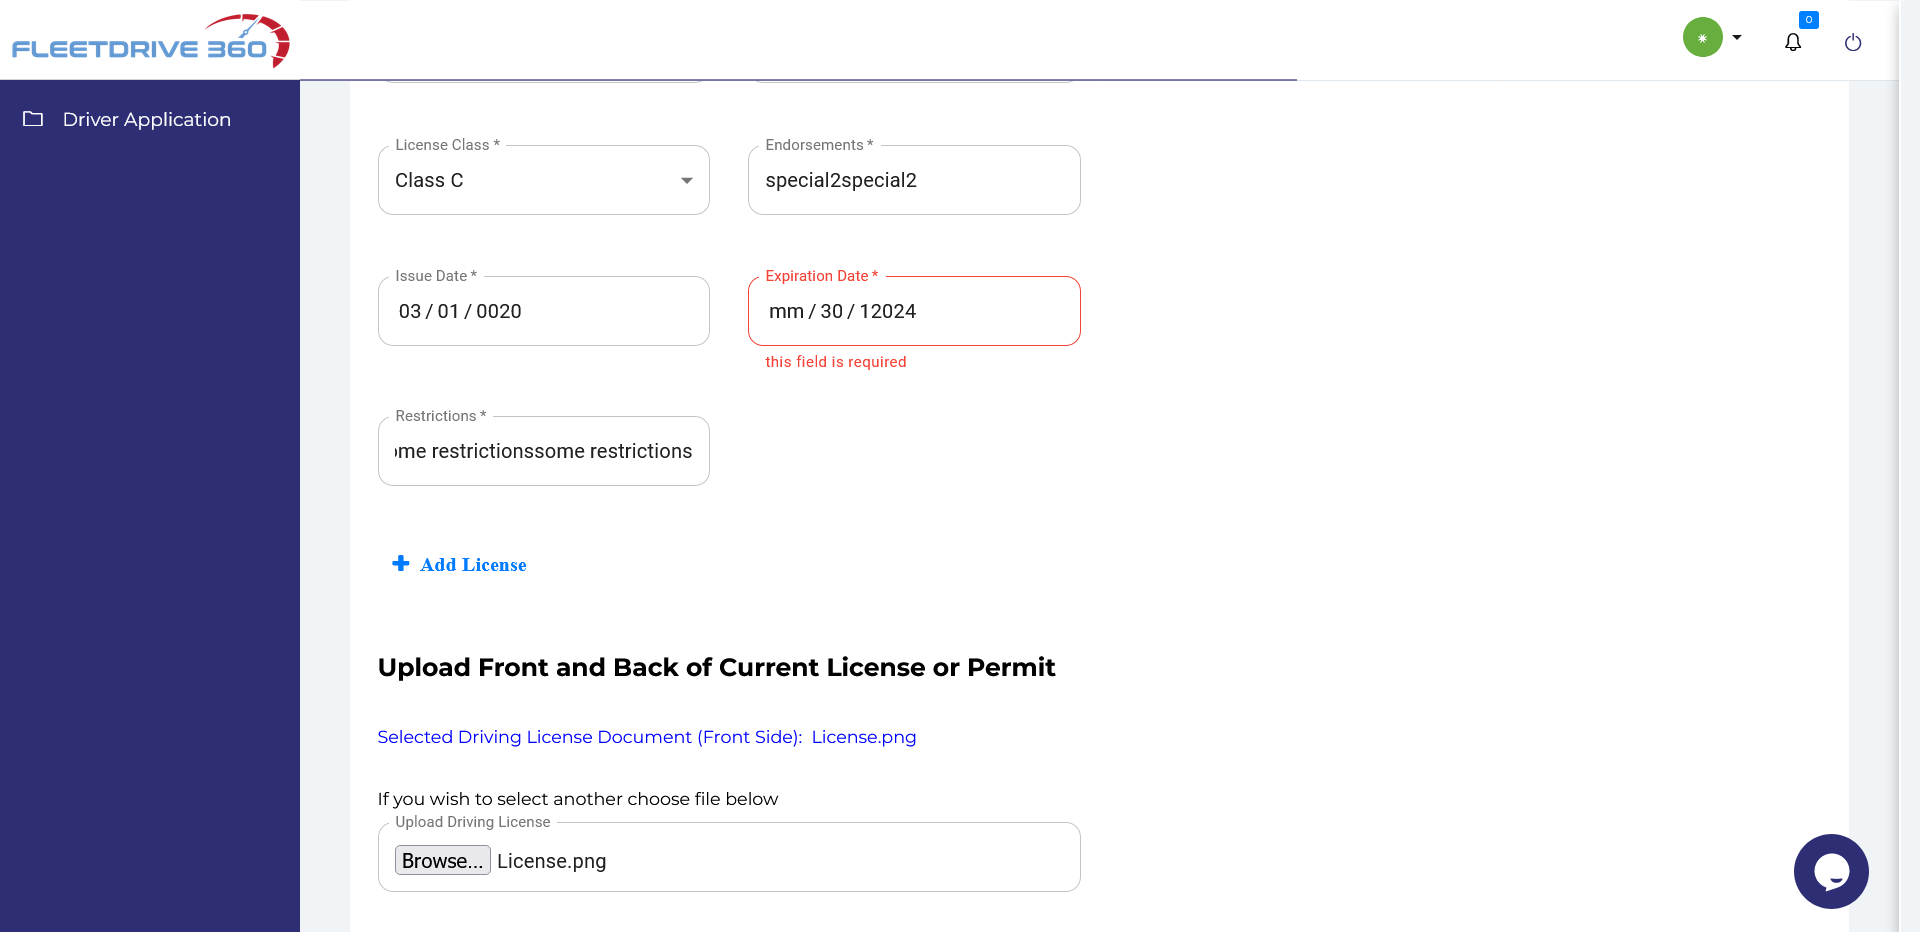 FLEETDRIVE 360
0
Driver Application
License Class *
Endorsements *
Class C
special2special2
Issue Date *
Expiration Date *
03 / 01 / 0020
mm / 30 / 12024
this field is required
Restrictions *
ome restrictionssome restrictions
Add License
Upload Front and Back of Current License or Permit
Selected Driving License Document (Front Side): License.png
If you wish to select another choose file below
Upload Driving License
Browse... License.png